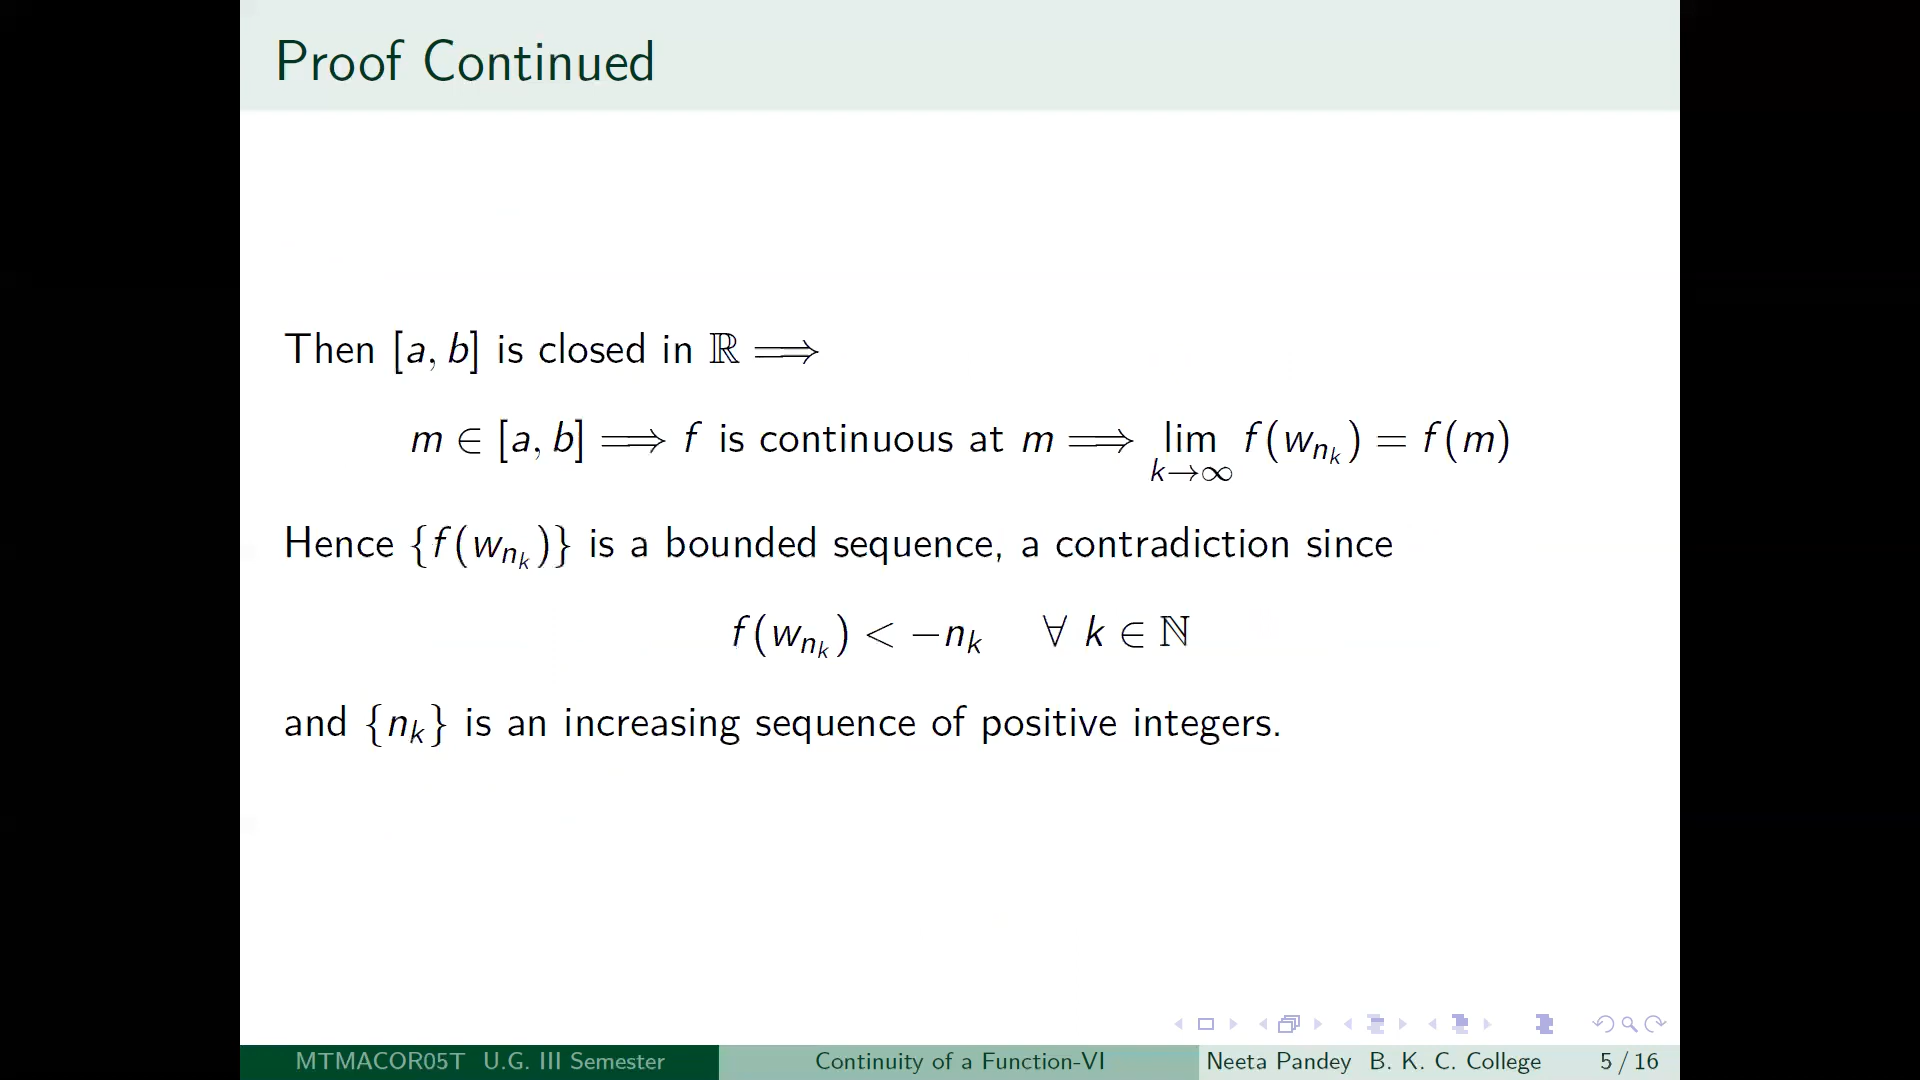 Proof Continued
Then [a, b] is closed in ℝ ⟹
m ∈ [a, b] ⟹ f is continuous at m ⟹ lim_{k→∞} f(w_{n_k}) = f(m)
Hence {f(w_{n_k})} is a bounded sequence, a contradiction since
f(w_{n_k}) < −n_k ∀ k ∈ ℕ
and {n_k} is an increasing sequence of positive integers.
MTMACOR05T U.G. III Semester Continuity of a Function-VI Neeta Pandey B. K. C. College 5 / 16